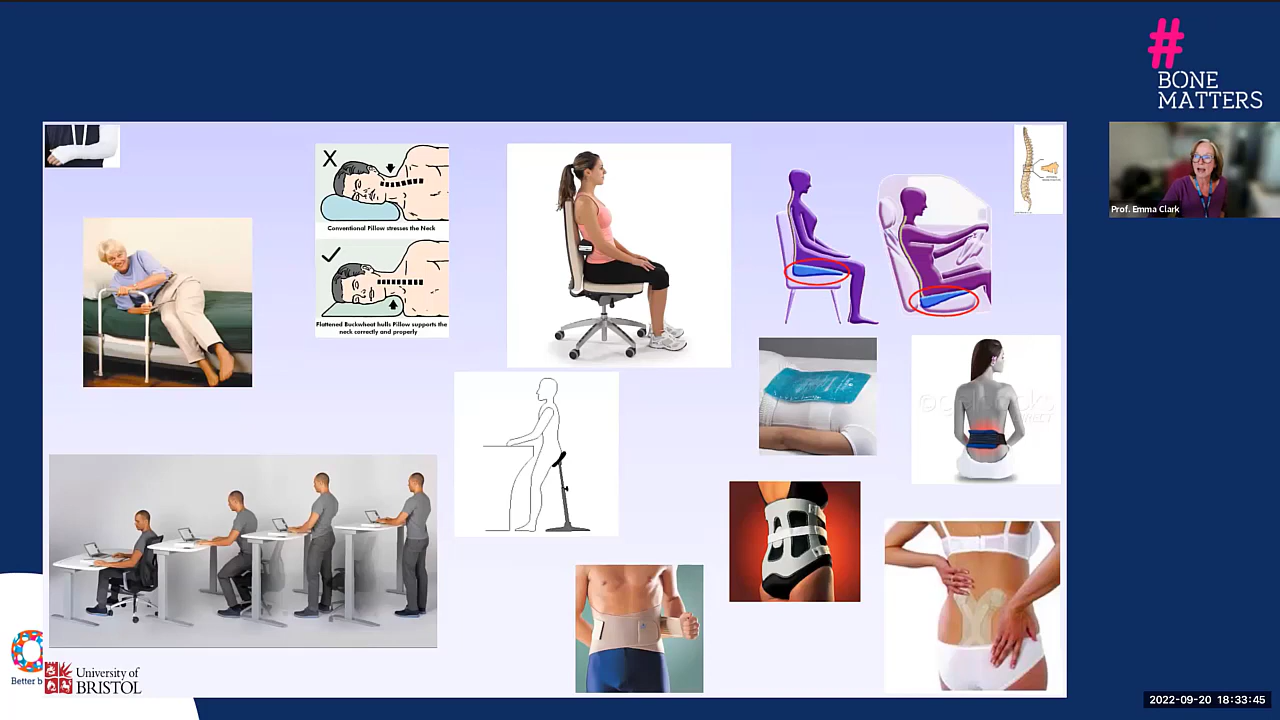 #
BONE
MATTERS
Prof. Emma Clark
X
Conventional Pillow stresses the Neck
Flattened Buckwheat hulls Pillow supports the
neck correctly and properly
Better b
University of
BRISTOL
2022-09-20 18:33:45